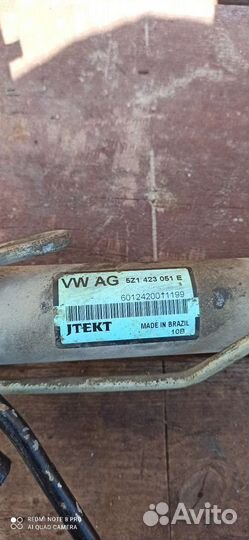 VW AG 5Z1 423 051 E
6012420011199
JTEKT MADE IN BRAZIL
10B
REDMI NOTE 8 PRO
AI QUAD CAMERA
Avito